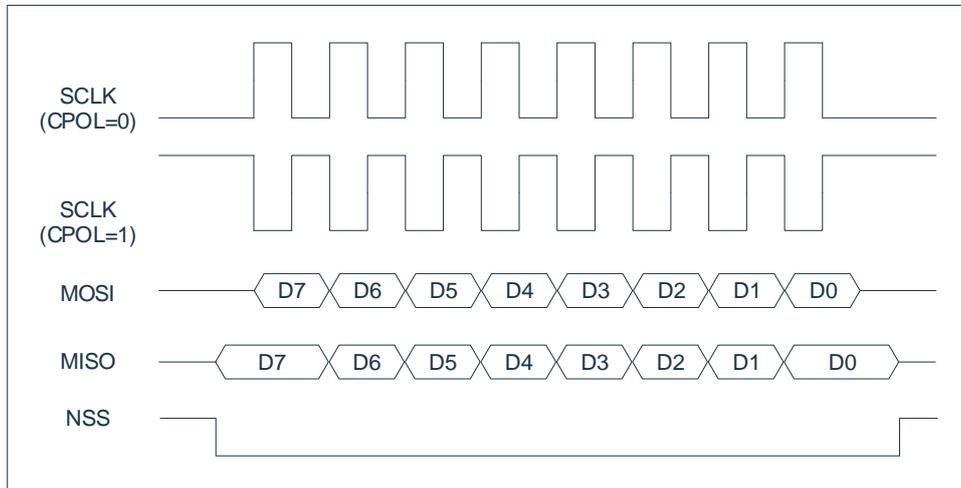 SCLK
(CPOL=0)
SCLK
(CPOL=1)
MOSI D7 D6 D5 D4 D3 D2 D1 D0
MISO D7 D6 D5 D4 D3 D2 D1 D0
NSS